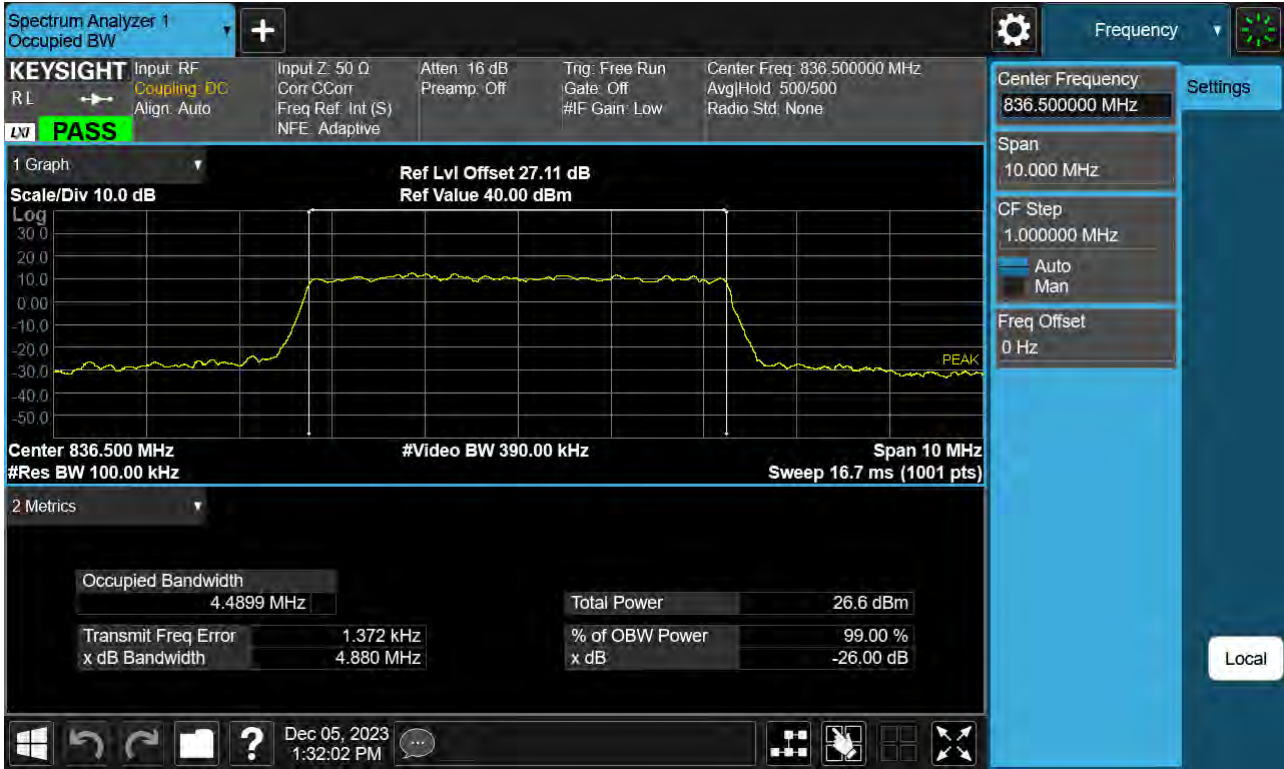 Spectrum Analyzer 1
Occupied BW
+
Frequency
KEYSIGHT
R L
LXI
PASS
Input: RF
Coupling: DC
Align: Auto
Input Z: 50 Ω
Corr CCorr
Freq Ref: Int (S)
NFE: Adaptive
Atten: 16 dB
Preamp: Off
Trig: Free Run
Gate: Off
#IF Gain: Low
Center Freq: 836.500000 MHz
Avg|Hold: 500/500
Radio Std: None
1 Graph
Scale/Div 10.0 dB
Ref Lvl Offset 27.11 dB
Ref Value 40.00 dBm
Log
30.0
20.0
10.0
0.00
-10.0
-20.0
-30.0
-40.0
-50.0
PEAK
Center 836.500 MHz
#Video BW 390.00 kHz
Span 10 MHz
#Res BW 100.00 kHz
Sweep 16.7 ms (1001 pts)
2 Metrics
Occupied Bandwidth
4.4899 MHz
Total Power 26.6 dBm
Transmit Freq Error 1.372 kHz
% of OBW Power 99.00 %
x dB Bandwidth 4.880 MHz
x dB -26.00 dB
Center Frequency
836.500000 MHz
Settings
Span
10.000 MHz
CF Step
1.000000 MHz
Auto
Man
Freq Offset
0 Hz
Local
?
Dec 05, 2023
1:32:02 PM